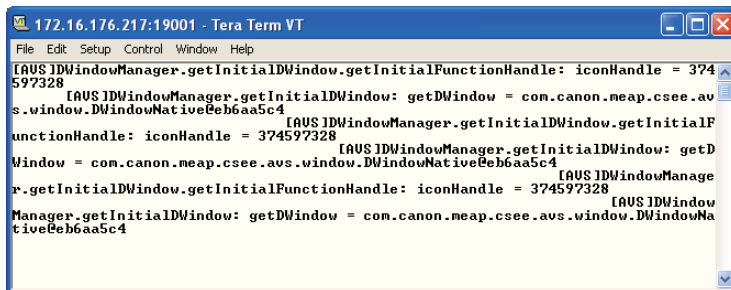 172.16.176.217:19001 - Tera Term VT
File Edit Setup Control Window Help
[AVS]DWindowManager.getInitialDWindow.getInitialFunctionHandle: iconHandle = 374
597328
[AVS]DWindowManager.getInitialDWindow: getDWindow = com.canon.meap.csee.av
s.window.DWindowNative@eb6aa5c4
[AVS]DWindowManager.getInitialDWindow.getInitialF
unctionHandle: iconHandle = 374597328
[AVS]DWindowManager.getInitialDWindow: getD
Window = com.canon.meap.csee.avs.window.DWindowNative@eb6aa5c4
[AVS]DWindowManage
r.getInitialDWindow.getInitialFunctionHandle: iconHandle = 374597328
[AVS]DWindow
Manager.getInitialDWindow: getDWindow = com.canon.meap.csee.avs.window.DWindowNa
tive@eb6aa5c4